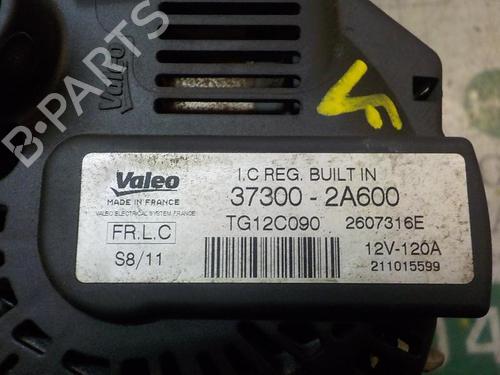 B-PARTS
Valeo
VF
Valeo
MADE IN FRANCE
VALEO ELECTRICAL SYSTEM, FRANCE
FR.L.C
S8/11
I.C REG. BUILT IN
37300 - 2A600
TG12C090 2607316E
12V-120A
211015599